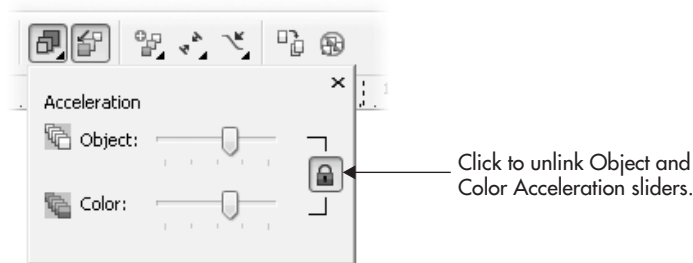 Acceleration
Object:
Color:
Click to unlink Object and
Color Acceleration sliders.